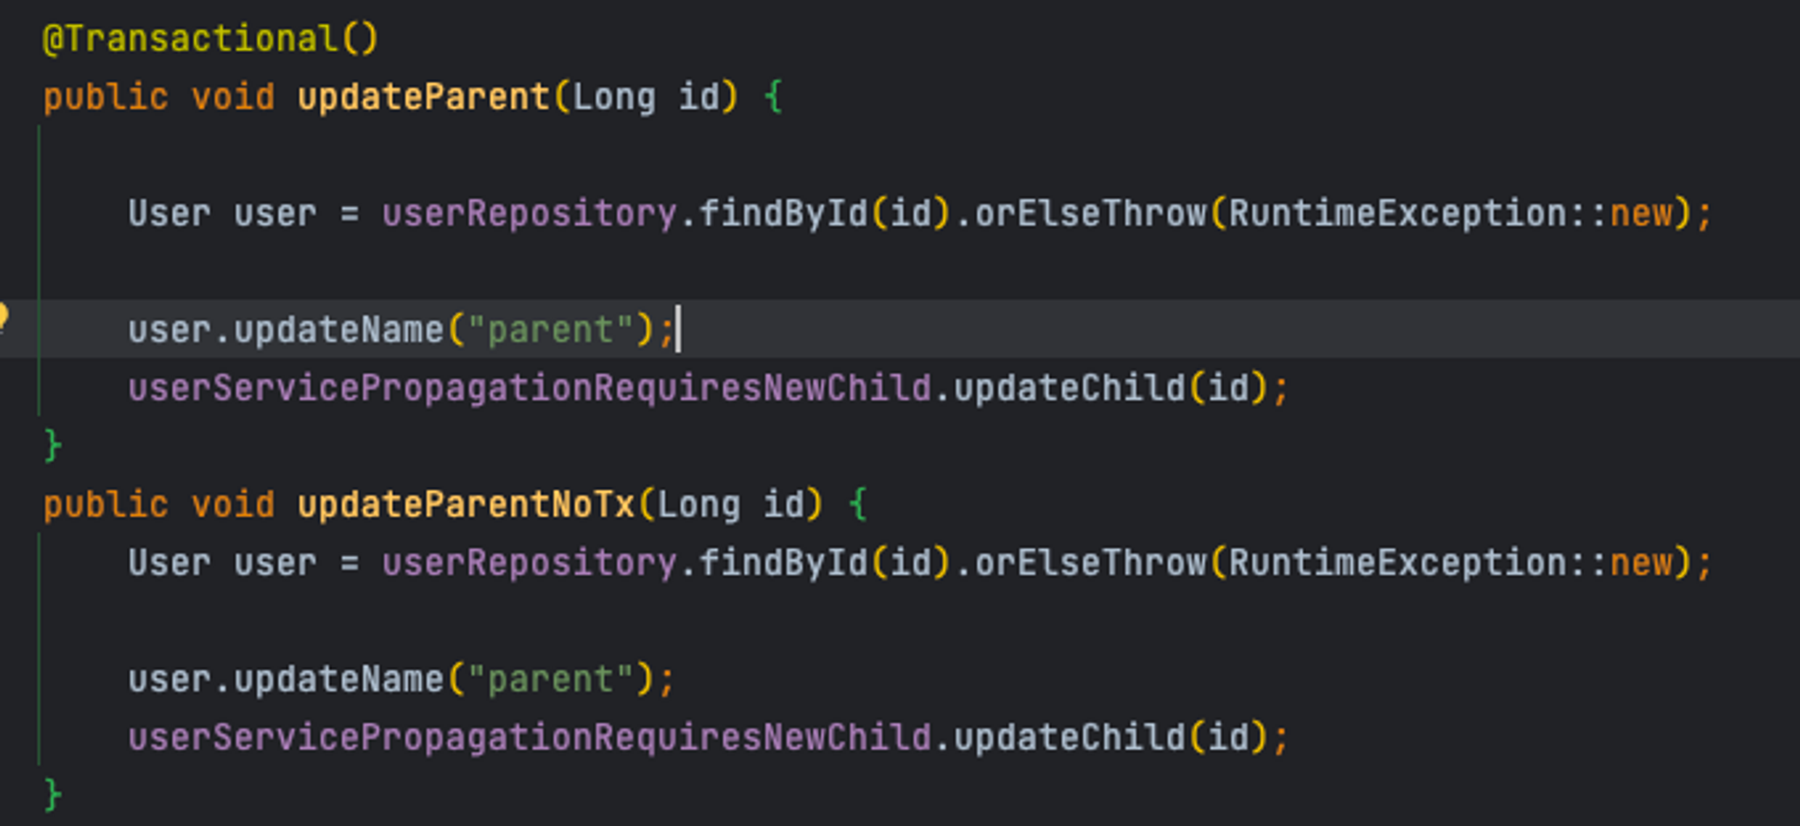 @Transactional()
public void updateParent(Long id) {
User user = userRepository.findById(id).orElseThrow(RuntimeException::new);
user.updateName("parent");
userServicePropagationRequiresNewChild.updateChild(id);
}
public void updateParentNoTx(Long id) {
User user = userRepository.findById(id).orElseThrow(RuntimeException::new);
user.updateName("parent");
userServicePropagationRequiresNewChild.updateChild(id);
}